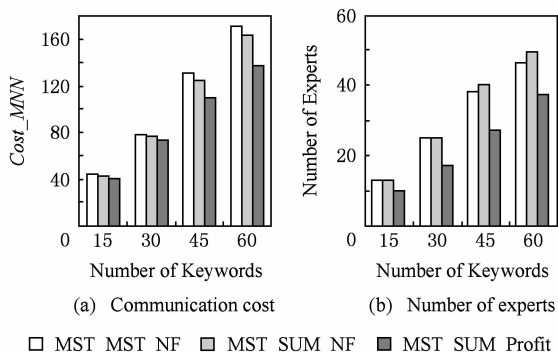 160
120
80
40
0
Cost_MNN
15 30 45 60
Number of Keywords
(a) Communication cost
60
40
20
0
Number of Experts
15 30 45 60
Number of Keywords
(b) Number of experts
MST MST NF MST SUM NF MST SUM Profit